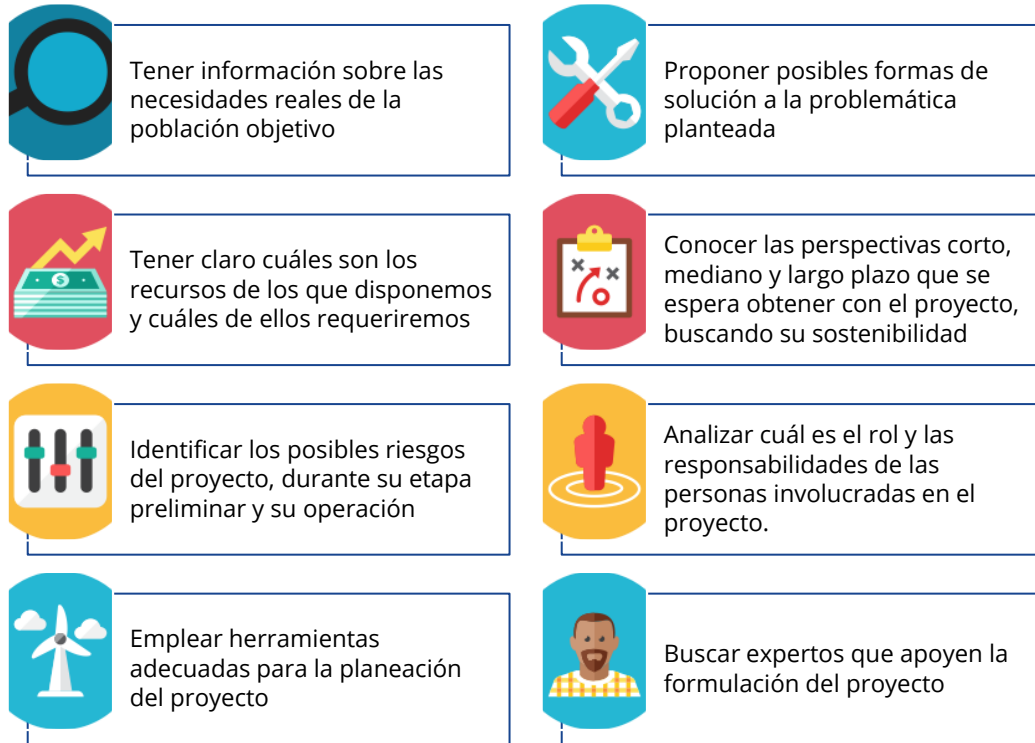 Tener información sobre las
necesidades reales de la
población objetivo
Proponer posibles formas de
solución a la problemática
planteada
Tener claro cuáles son los
recursos de los que disponemos
y cuáles de ellos requeriremos
Conocer las perspectivas corto,
mediano y largo plazo que se
espera obtener con el proyecto,
buscando su sostenibilidad
Identificar los posibles riesgos
del proyecto, durante su etapa
preliminar y su operación
Analizar cuál es el rol y las
responsabilidades de las
personas involucradas en el
proyecto.
Emplear herramientas
adecuadas para la planeación
del proyecto
Buscar expertos que apoyen la
formulación del proyecto